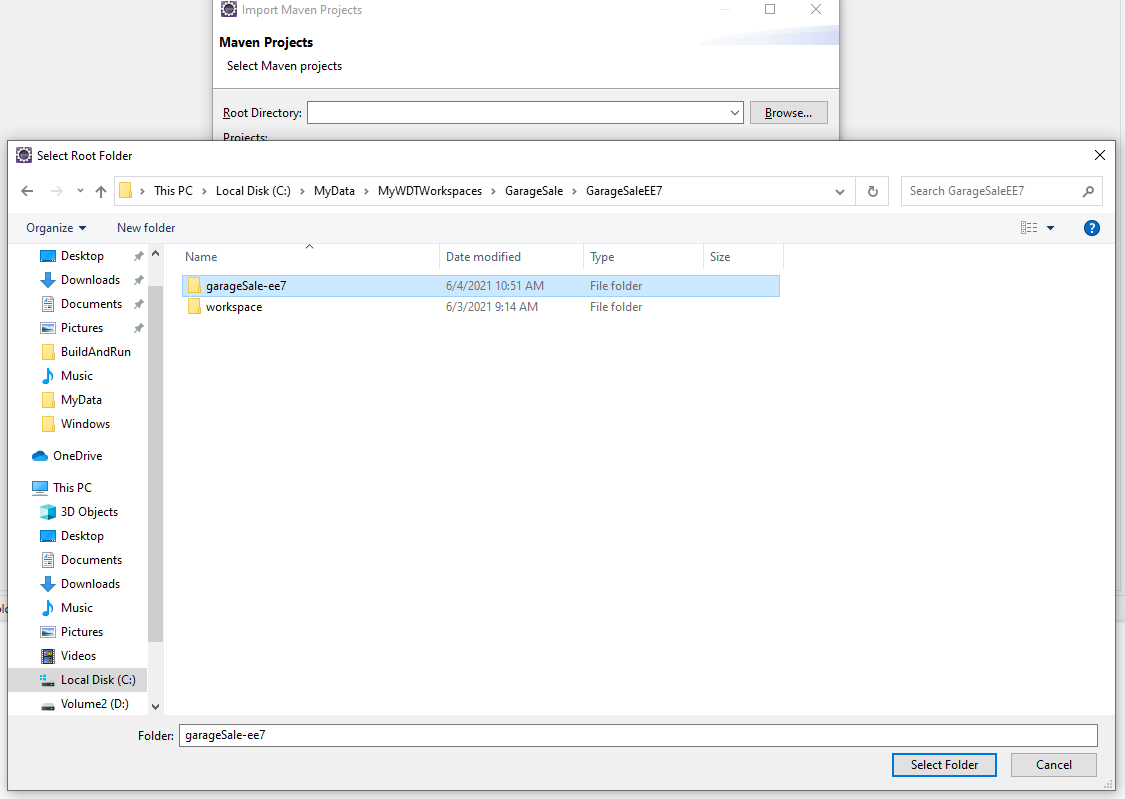 Import Maven Projects
Maven Projects
Select Maven projects
Root Directory: Browse...
Projects:
Select Root Folder
This PC > Local Disk (C:) > MyData > MyWDTWorkspaces > GarageSale > GarageSaleEE7 Search GarageSaleEE7
Organize New folder ?
Name Date modified Type Size
garageSale-ee7 6/4/2021 10:51 AM File folder
workspace 6/3/2021 9:14 AM File folder
Desktop
Downloads
Documents
Pictures
BuildAndRun
Music
MyData
Windows
OneDrive
This PC
3D Objects
Desktop
Documents
Downloads
Music
Pictures
Videos
Local Disk (C:)
Volume2 (D:)
Folder: garageSale-ee7
Select Folder Cancel